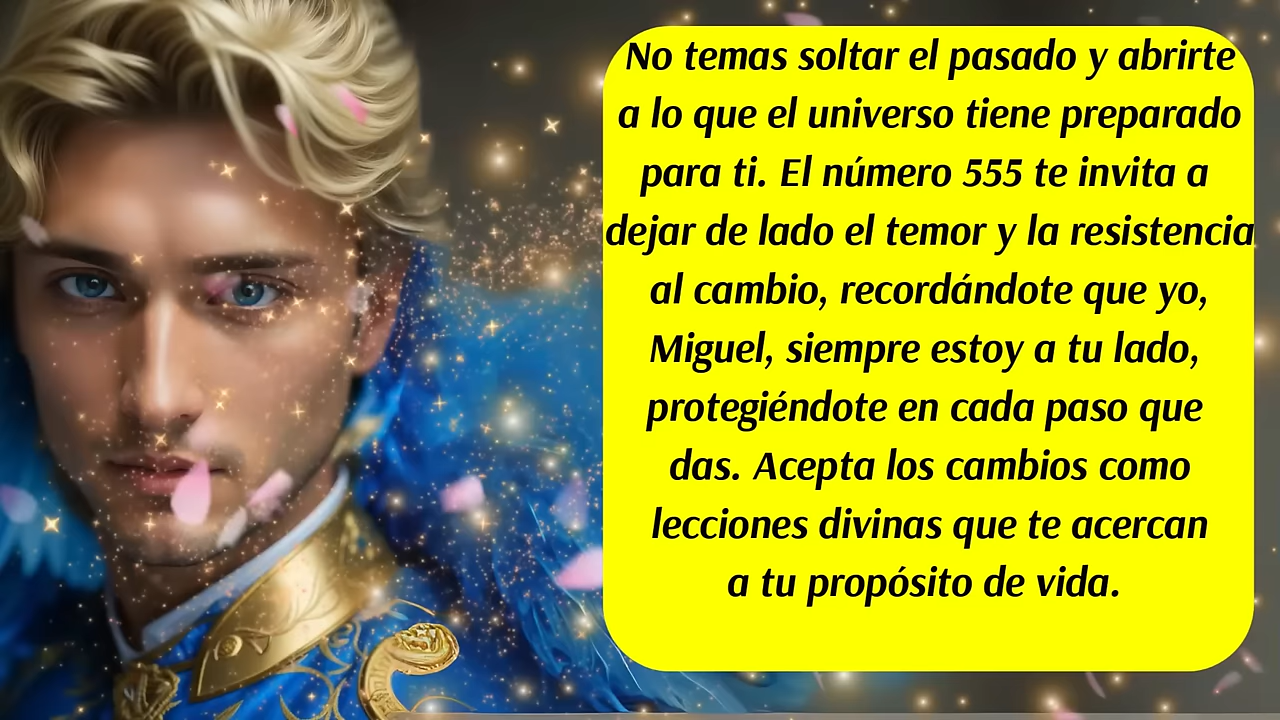 No temas soltar el pasado y abrirte
a lo que el universo tiene preparado
para ti. El número 555 te invita a
dejar de lado el temor y la resistencia
al cambio, recordándote que yo,
Miguel, siempre estoy a tu lado,
protegiéndote en cada paso que
das. Acepta los cambios como
lecciones divinas que te acercan
a tu propósito de vida.